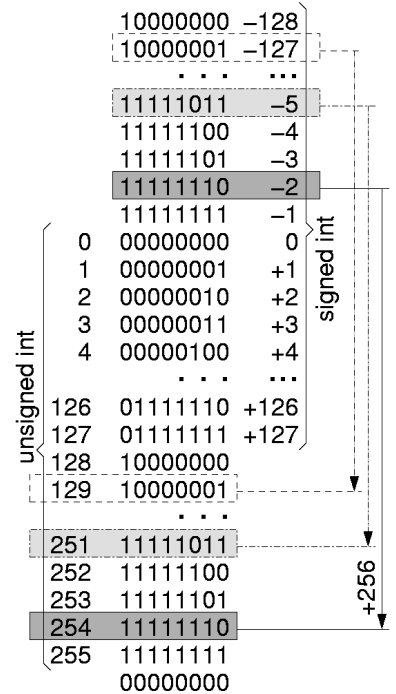 10000000 −128
10000001 −127
. . . ...
11111011 −5
11111100 −4
11111101 −3
11111110 −2
11111111 −1
0 00000000 0
1 00000001 +1
2 00000010 +2
3 00000011 +3
4 00000100 +4
. . . ...
126 01111110 +126
127 01111111 +127
128 10000000
129 10000001
. . .
251 11111011
252 11111100
253 11111101
254 11111110
255 11111111
00000000
unsigned int
signed int
+256